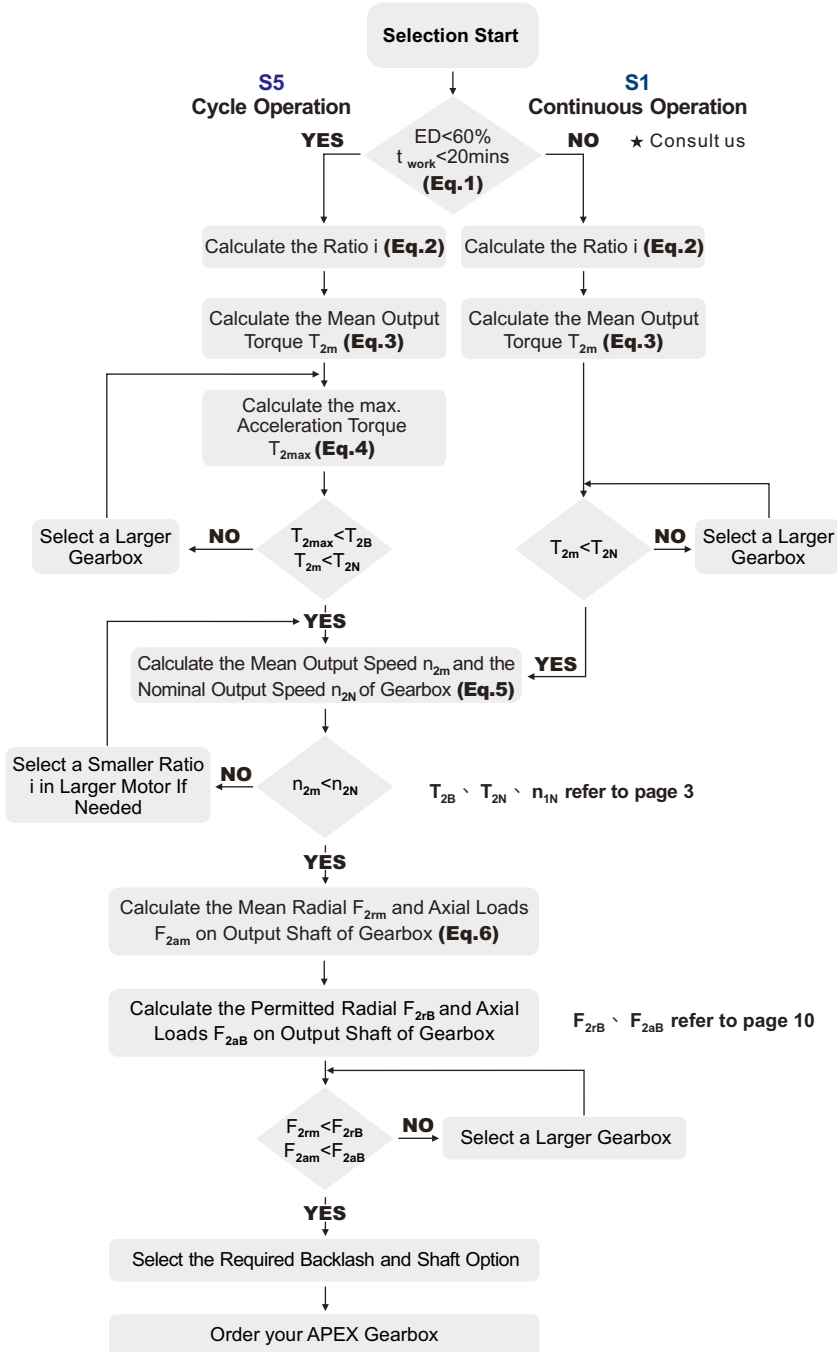 Selection Start
S5
Cycle Operation
S1
Continuous Operation
YES
ED<60%
t work<20mins
(Eq.1)
NO
★ Consult us
Calculate the Ratio i (Eq.2)
Calculate the Ratio i (Eq.2)
Calculate the Mean Output
Torque T2m (Eq.3)
Calculate the Mean Output
Torque T2m (Eq.3)
Calculate the max.
Acceleration Torque
T2max (Eq.4)
Select a Larger
Gearbox
NO
T2max<T2B
T2m<T2N
T2m<T2N
NO
Select a Larger
Gearbox
YES
Calculate the Mean Output Speed n2m and the
Nominal Output Speed n2N of Gearbox (Eq.5)
YES
Select a Smaller Ratio
i in Larger Motor If
Needed
NO
n2m<n2N
T2B、T2N、n1N refer to page 3
YES
Calculate the Mean Radial F2rm and Axial Loads
F2am on Output Shaft of Gearbox (Eq.6)
Calculate the Permitted Radial F2rB and Axial
Loads F2aB on Output Shaft of Gearbox
F2rB、F2aB refer to page 10
F2rm<F2rB
F2am<F2aB
NO
Select a Larger Gearbox
YES
Select the Required Backlash and Shaft Option
Order your APEX Gearbox